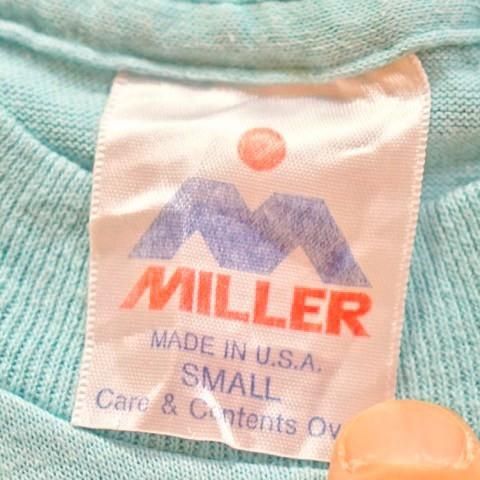 MILLER
MADE IN U.S.A.
SMALL
Care & Contents